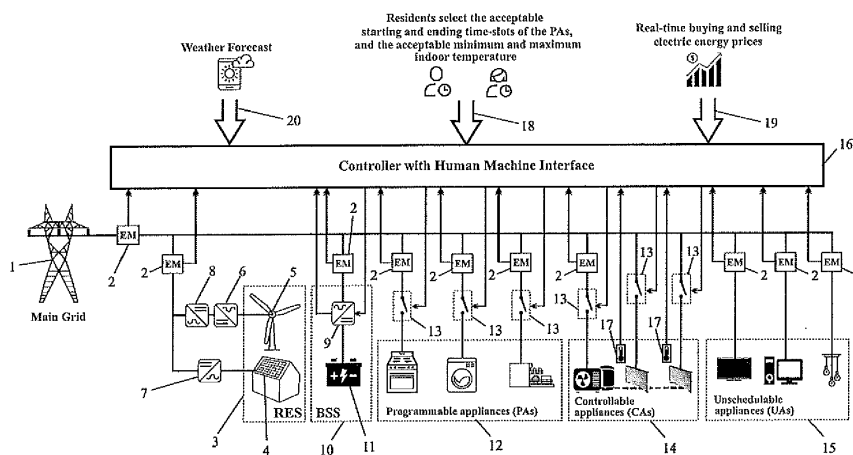 Weather Forecast
Residents select the acceptable
starting and ending time-slots of the PAs,
and the acceptable minimum and maximum
indoor temperature
Real-time buying and selling
electric energy prices
$
20
18
19
Controller with Human Machine Interface
16
1
Main Grid
EM
2
EM
2
EM
2
EM
2
EM
2
EM
2
EM
2
EM
2
EM
2
EM
8
6
5
7
9
13
13
13
13
13
13
17
17
RES
BSS
Programmable appliances (PAs)
Controllable
appliances (CAs)
Unschedulable
appliances (UAs)
3
4
10
11
12
14
15